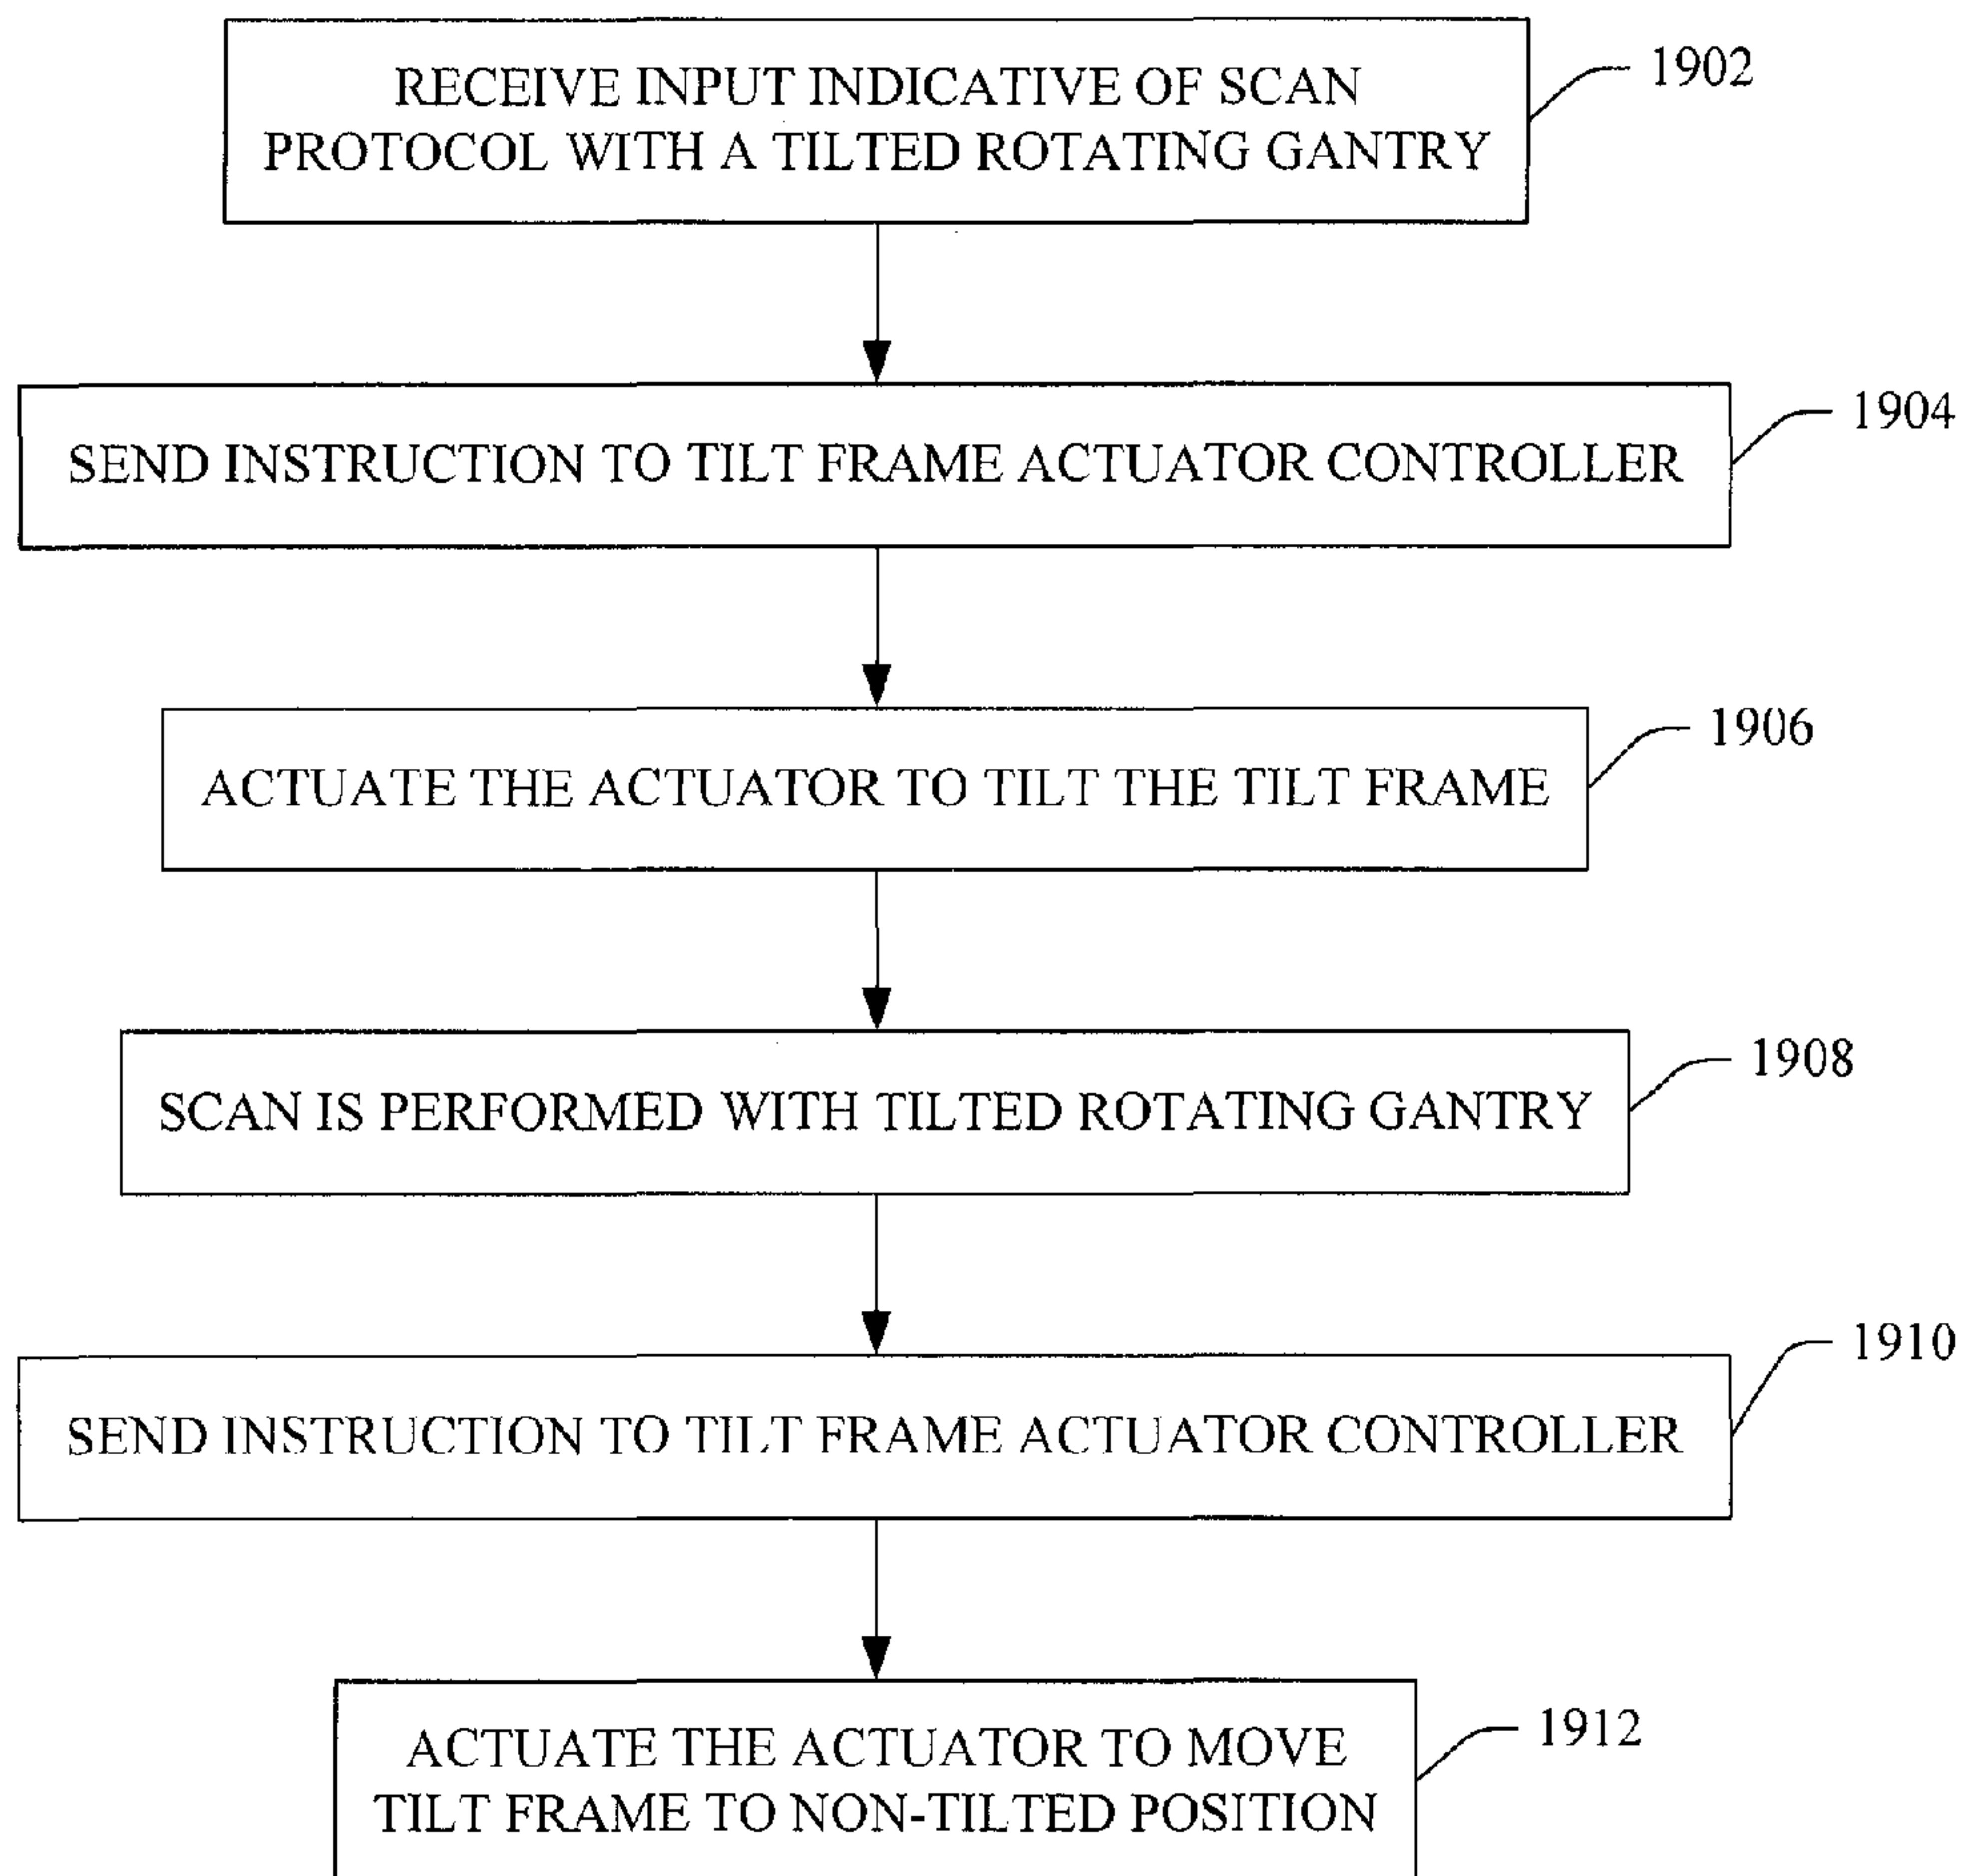 RECEIVE INPUT INDICATIVE OF SCAN
PROTOCOL WITH A TILTED ROTATING GANTRY
1902
SEND INSTRUCTION TO TILT FRAME ACTUATOR CONTROLLER
1904
ACTUATE THE ACTUATOR TO TILT THE TILT FRAME
1906
SCAN IS PERFORMED WITH TILTED ROTATING GANTRY
1908
SEND INSTRUCTION TO TILT FRAME ACTUATOR CONTROLLER
1910
ACTUATE THE ACTUATOR TO MOVE
TILT FRAME TO NON-TILTED POSITION
1912